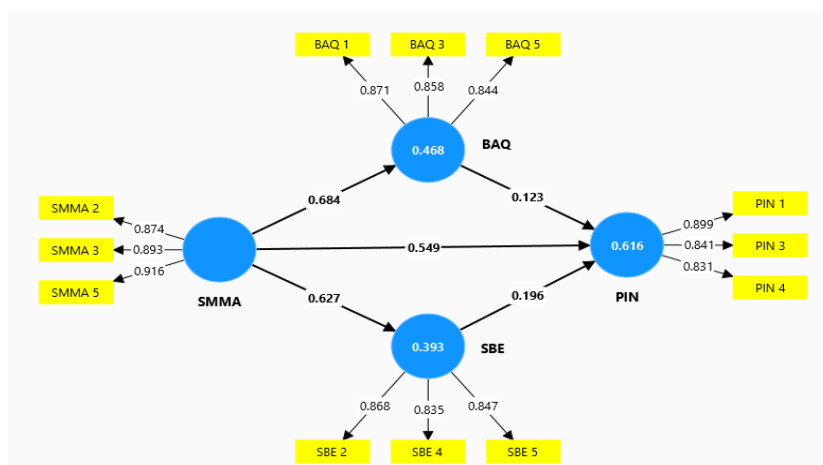 BAQ 1 BAQ 3 BAQ 5
0.871 0.858 0.844
0.468 BAQ
0.684 0.123
SMMA 2 PIN 1
0.874 0.899
SMMA 3 0.893 0.549 0.616 0.841 PIN 3
0.916 0.831
SMMA 5 PIN 4
SMMA PIN
0.627 0.196
0.393 SBE
0.868 0.835 0.847
SBE 2 SBE 4 SBE 5